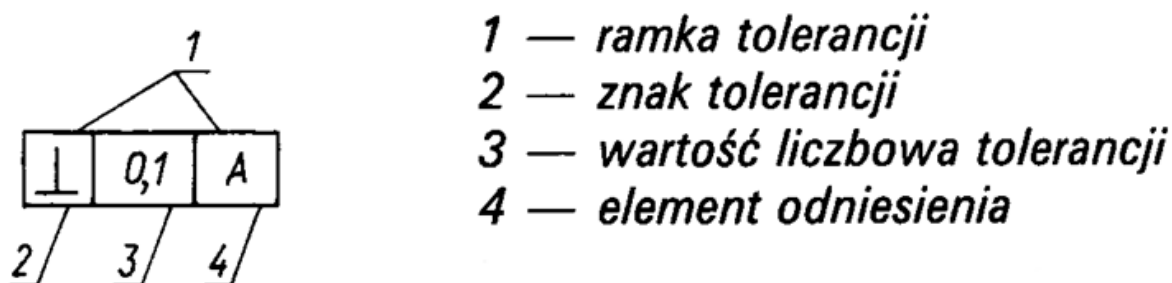 1
⊥ 0,1 A
2 3 4
1 — ramka tolerancji
2 — znak tolerancji
3 — wartość liczbowa tolerancji
4 — element odniesienia